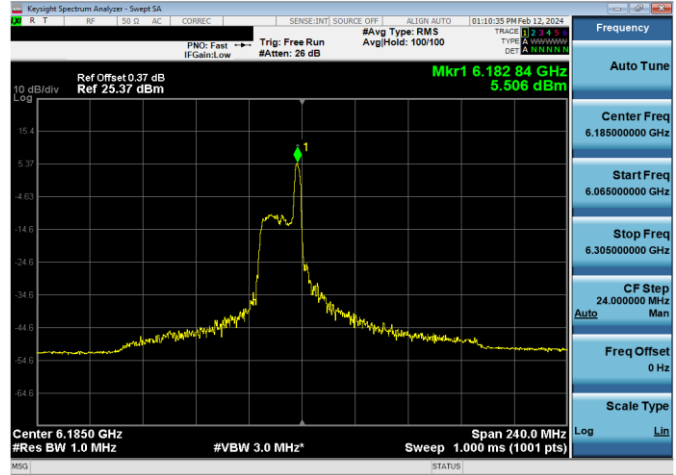 Keysight Spectrum Analyzer - Swept SA
R T RF 50 Ω AC CORREC SENSE:INT SOURCE OFF ALIGN AUTO 01:10:35 PM Feb 12, 2024
PNO: Fast
IFGain:Low
Trig: Free Run
#Atten: 26 dB
#Avg Type: RMS
Avg|Hold: 100/100
TRACE 1 2 3 4 5 6
TYPE A WWWWW
DET A N N N N N
Mkr1 6.182 84 GHz
5.506 dBm
Ref Offset 0.37 dB
10 dB/div Ref 25.37 dBm
Log
15.4
5.37
-4.63
-14.6
-24.6
-34.6
-44.6
-54.6
-64.6
1
Center 6.1850 GHz Span 240.0 MHz
#Res BW 1.0 MHz #VBW 3.0 MHz* Sweep 1.000 ms (1001 pts)
MSG STATUS
Frequency
Auto Tune
Center Freq
6.185000000 GHz
Start Freq
6.065000000 GHz
Stop Freq
6.305000000 GHz
CF Step
24.000000 MHz
Auto Man
Freq Offset
0 Hz
Scale Type
Log Lin